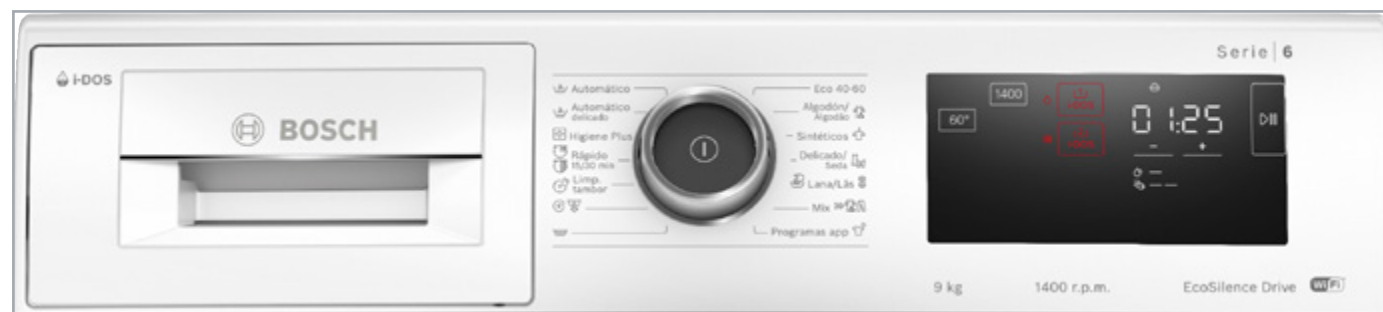 Serie | 6
i-DOS
BOSCH
Automático
Automático
delicado
Higiene Plus
Rápido
15/30 min
Limp.
tambor
Eco 40-60
Algodón/
Algodão
Sintéticos
Delicado/
Seda
Lana/Lãs
Mix
Programas app
1400
60°
i-DOS
01:25
- +
9 kg
1400 r.p.m.
EcoSilence Drive
WiFi